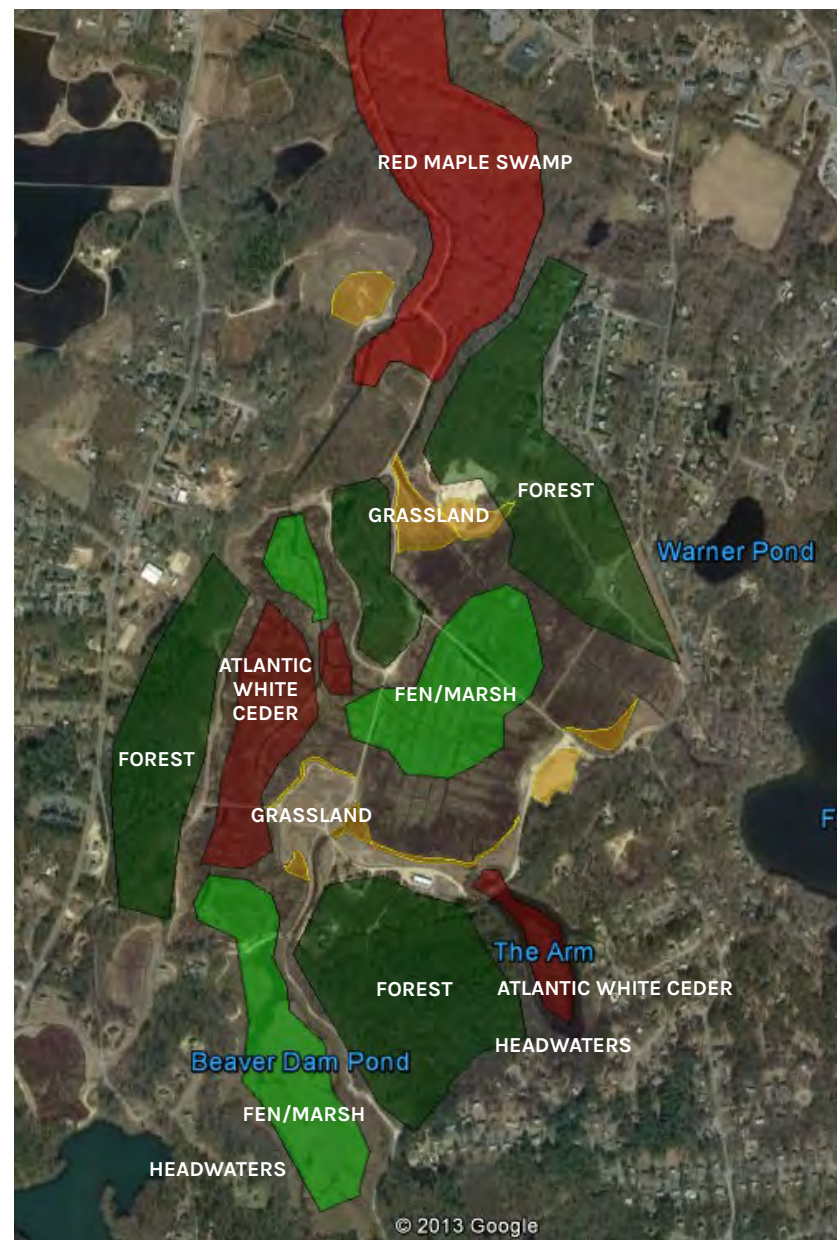 RED MAPLE SWAMP
FOREST
GRASSLAND
Warner Pond
ATLANTIC
WHITE
CEDER
FEN/MARSH
FOREST
GRASSLAND
F
The Arm
FOREST
ATLANTIC WHITE CEDER
HEADWATERS
Beaver Dam Pond
FEN/MARSH
HEADWATERS
© 2013 Google